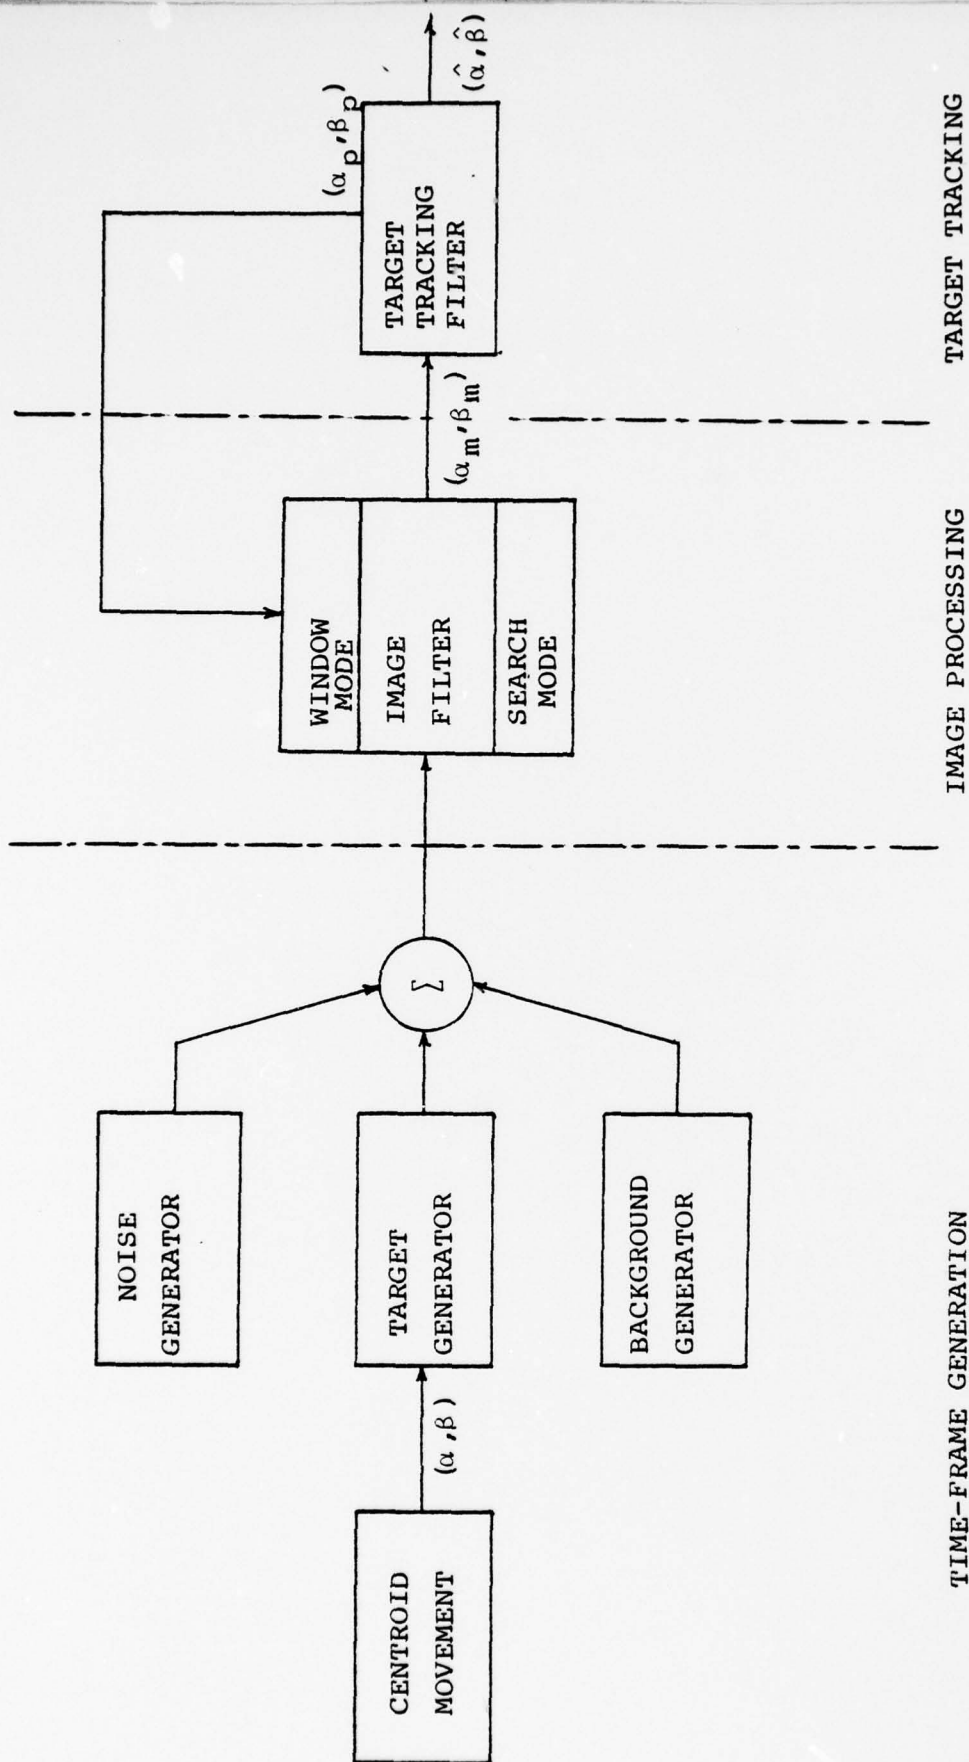 CENTROID
MOVEMENT
(α,β)
NOISE
GENERATOR
TARGET
GENERATOR
BACKGROUND
GENERATOR
Σ
WINDOW
MODE
IMAGE
FILTER
SEARCH
MODE
(αm,βm)
TARGET
TRACKING
FILTER
(αp,βp)
(α̂,β̂)
TIME-FRAME GENERATION
IMAGE PROCESSING
TARGET TRACKING